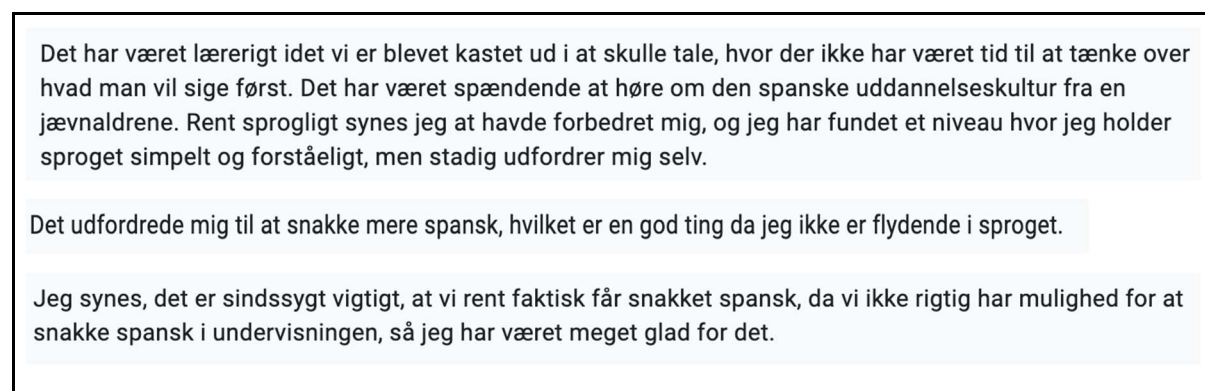 Det har været lærerigt idet vi er blevet kastet ud i at skulle tale, hvor der ikke har været tid til at tænke over
hvad man vil sige først. Det har været spændende at høre om den spanske uddannelseskultur fra en
jævnaldrene. Rent sprogligt synes jeg at havde forbedret mig, og jeg har fundet et niveau hvor jeg holder
sproget simpelt og forståeligt, men stadig udfordrer mig selv.
Det udfordrede mig til at snakke mere spansk, hvilket er en god ting da jeg ikke er flydende i sproget.
Jeg synes, det er sindssygt vigtigt, at vi rent faktisk får snakket spansk, da vi ikke rigtig har mulighed for at
snakke spansk i undervisningen, så jeg har været meget glad for det.